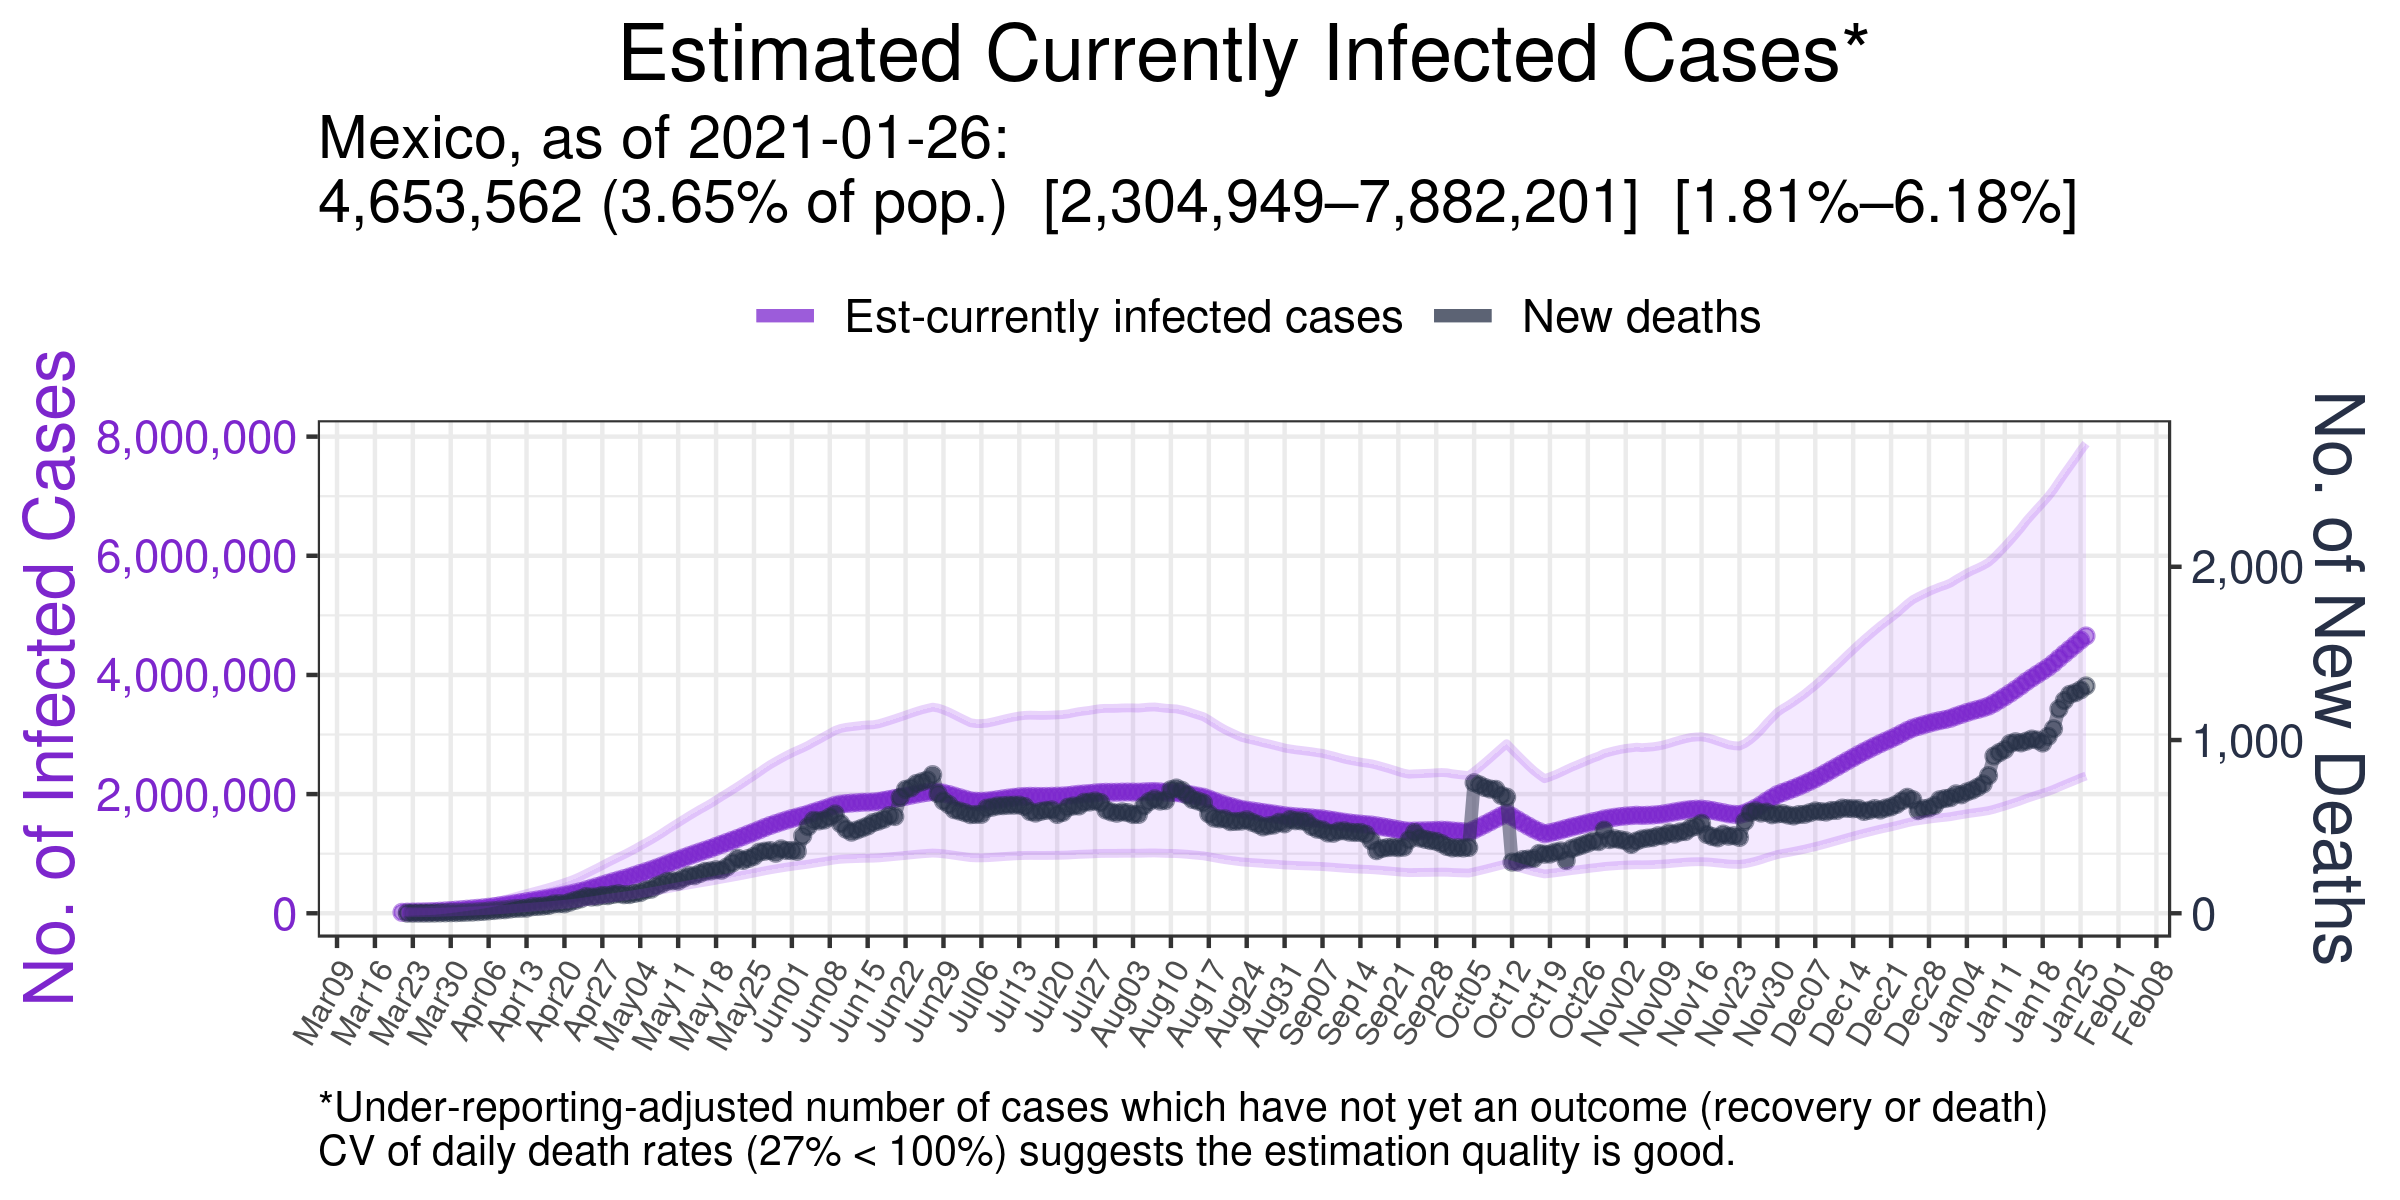 Estimated Currently Infected Cases*
Mexico, as of 2021-01-26:
4,653,562 (3.65% of pop.) [2,304,949–7,882,201] [1.81%–6.18%]
Est-currently infected cases New deaths
No. of Infected Cases
8,000,000
6,000,000
4,000,000
2,000,000
0
2,000
1,000
0
No. of New Deaths
Mar09 Mar16 Mar23 Mar30 Apr06 Apr13 Apr20 Apr27 May04 May11 May18 May25 Jun01 Jun08 Jun15 Jun22 Jun29 Jul06 Jul13 Jul20 Jul27 Aug03 Aug10 Aug17 Aug24 Aug31 Sep07 Sep14 Sep21 Sep28 Oct05 Oct12 Oct19 Oct26 Nov02 Nov09 Nov16 Nov23 Nov30 Dec07 Dec14 Dec21 Dec28 Jan04 Jan11 Jan18 Jan25 Feb01 Feb08
*Under-reporting-adjusted number of cases which have not yet an outcome (recovery or death)
CV of daily death rates (27% < 100%) suggests the estimation quality is good.